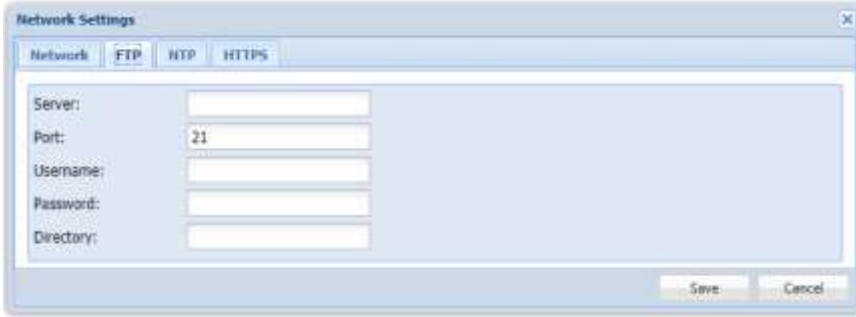 Network Settings
Network FTP NTP HTTPS
Server:
Port: 21
Username:
Password:
Directory:
Save Cancel